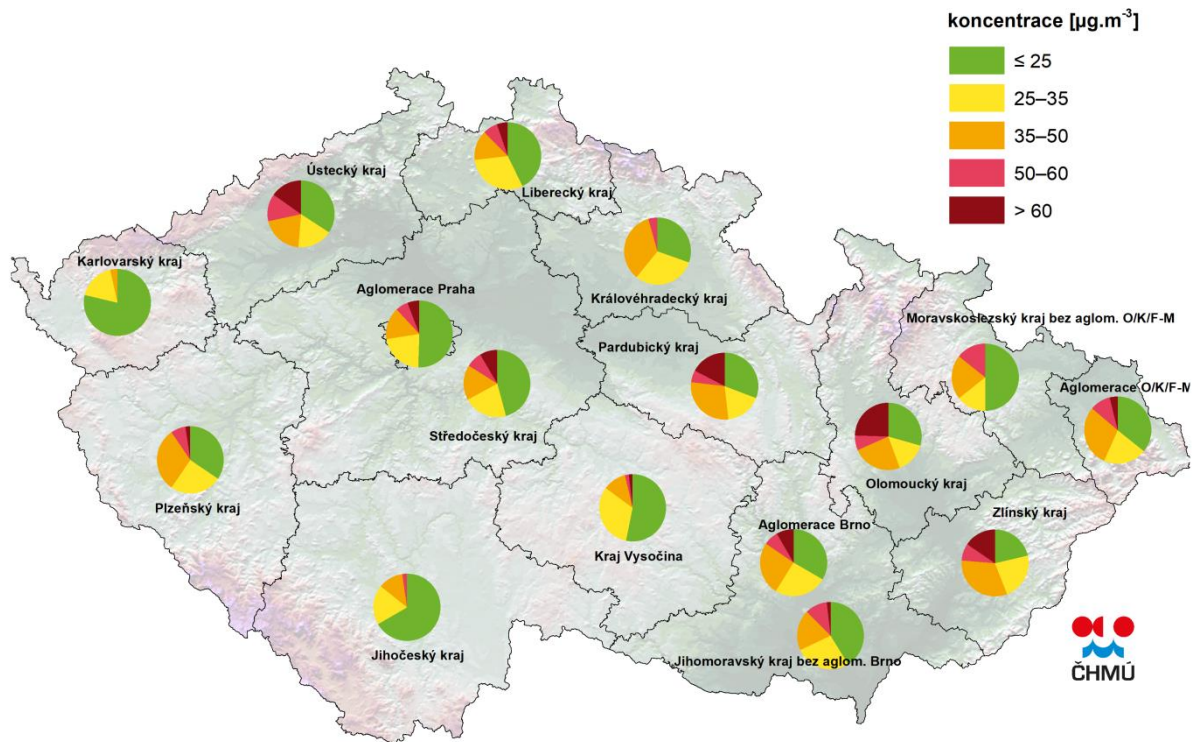 koncentrace [µg.m⁻³]
≤ 25
25–35
35–50
50–60
> 60
Ústecký kraj
Liberecký kraj
Karlovarský kraj
Aglomerace Praha
Královéhradecký kraj
Moravskoslezský kraj bez aglom. O/K/F-M
Pardubický kraj
Aglomerace O/K/F-M
Středočeský kraj
Olomoucký kraj
Plzeňský kraj
Zlínský kraj
Aglomerace Brno
Kraj Vysočina
Jihočeský kraj
Jihomoravský kraj bez aglom. Brno
ČHMÚ